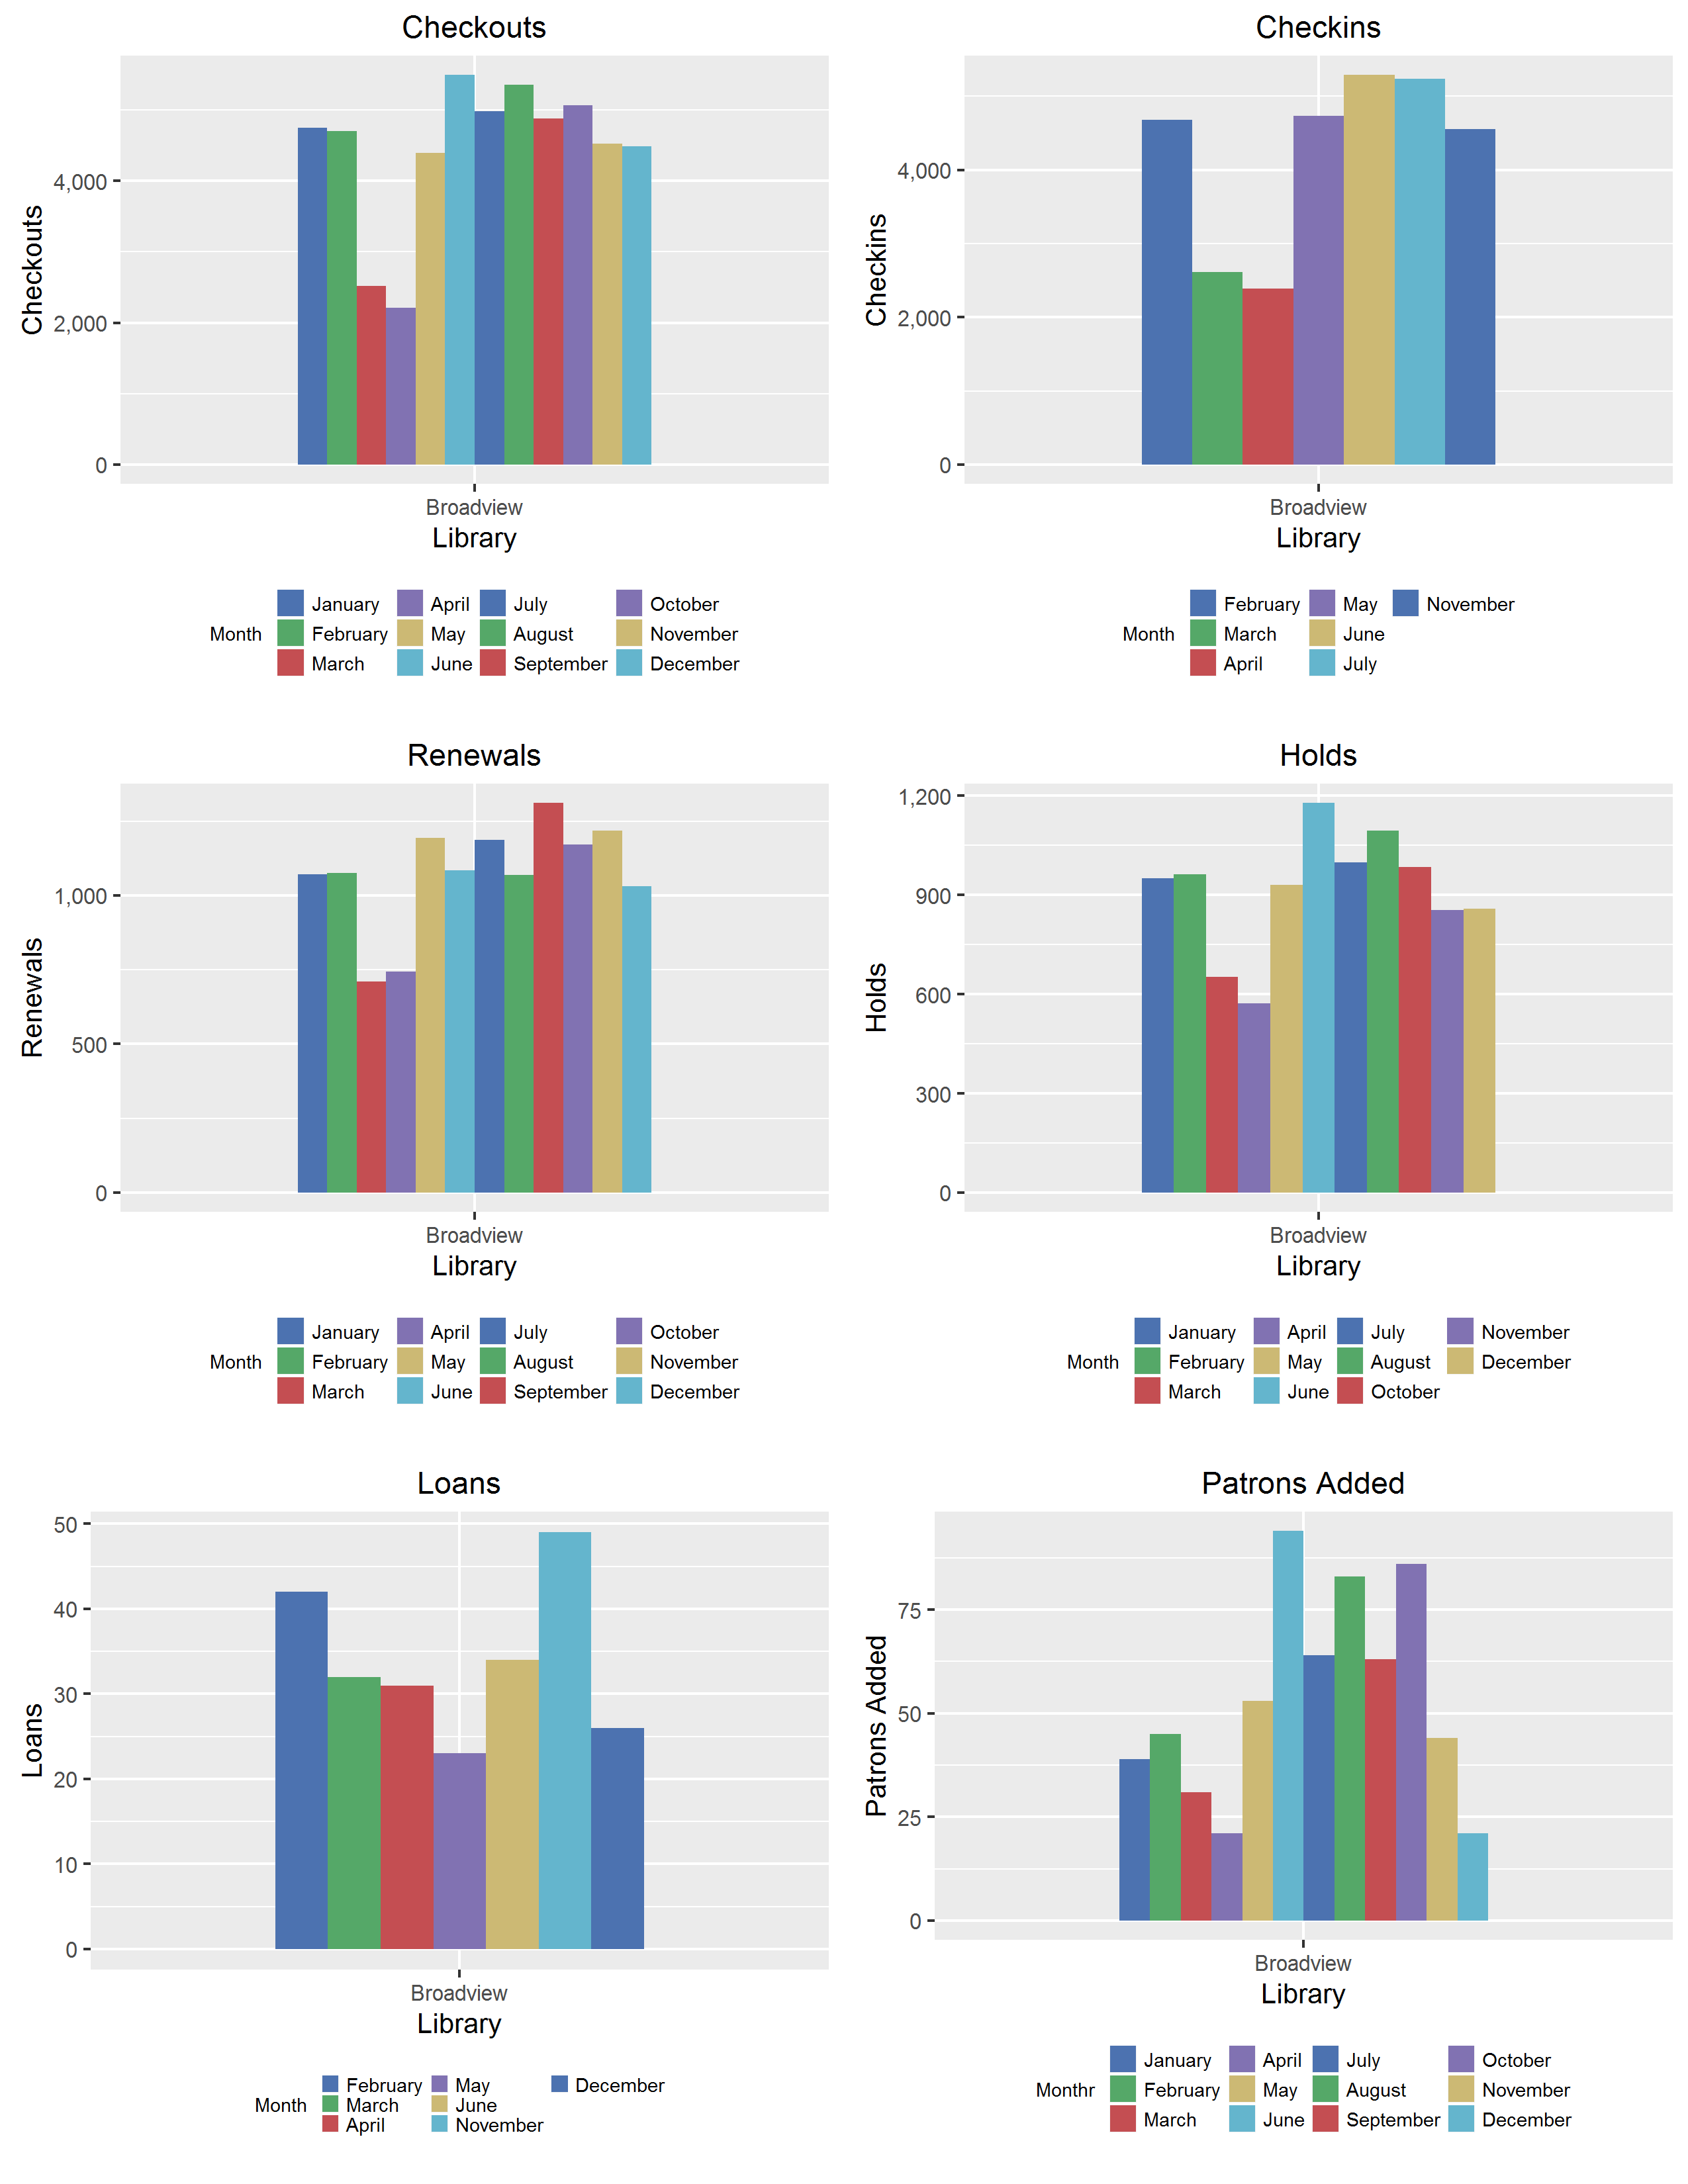 Checkouts
Checkouts
4,000
2,000
0
Broadview
Library
Month
January
February
March
April
May
June
July
August
September
October
November
December
Checkins
Checkins
4,000
2,000
0
Broadview
Library
Month
February
March
April
May
June
July
November
Renewals
Renewals
1,000
500
0
Broadview
Library
Month
January
February
March
April
May
June
July
August
September
October
November
December
Holds
Holds
1,200
900
600
300
0
Broadview
Library
Month
January
February
March
April
May
June
July
August
October
November
December
Loans
Loans
50
40
30
20
10
0
Broadview
Library
Month
February
March
April
May
June
November
December
Patrons Added
Patrons Added
75
50
25
0
Broadview
Library
Monthr
January
February
March
April
May
June
July
August
September
October
November
December